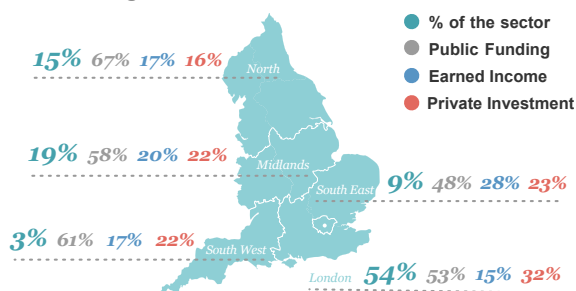 % of the sector
Public Funding
Earned Income
Private Investment
15% 67% 17% 16%
North
19% 58% 20% 22%
Midlands
South East
9% 48% 28% 23%
3% 61% 17% 22%
South West
London
54% 53% 15% 32%